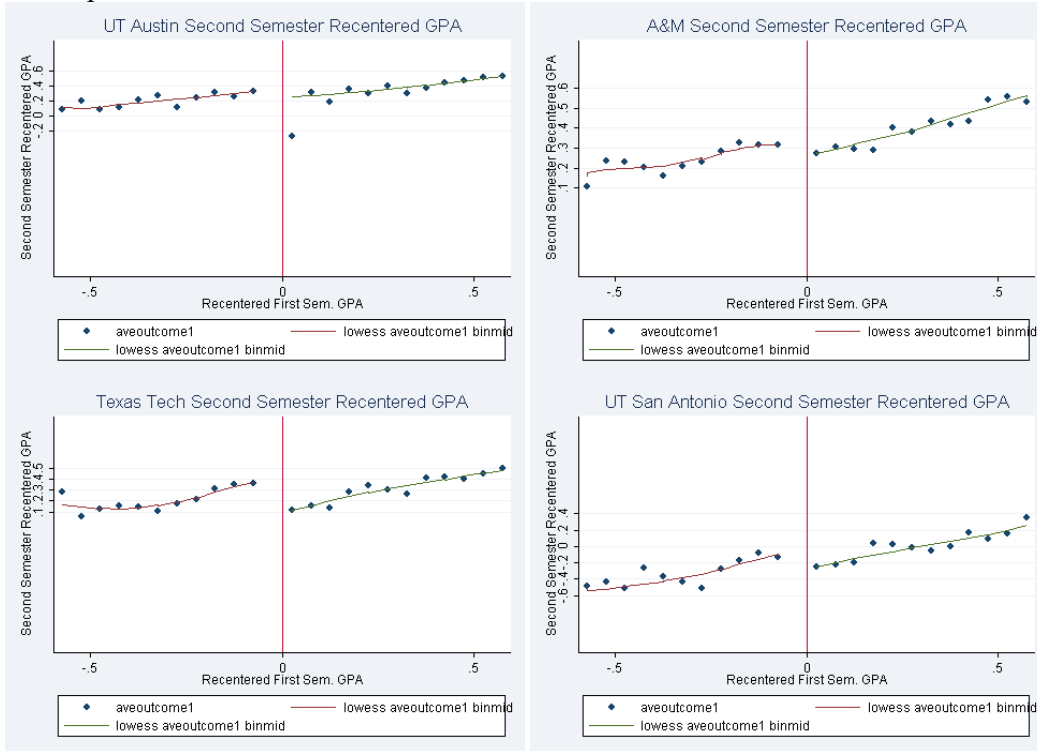 UT Austin Second Semester Recentered GPA
Second Semester Recentered GPA
-.2 0 .2 .4 .6
-.5 0 .5
Recentered First Sem. GPA
aveoutcome1 lowess aveoutcome1 binmid
lowess aveoutcome1 binmid
A&M Second Semester Recentered GPA
Second Semester Recentered GPA
.1 .2 .3 .4 .5 .6
-.5 0 .5
Recentered First Sem. GPA
aveoutcome1 lowess aveoutcome1 binmid
lowess aveoutcome1 binmid
Texas Tech Second Semester Recentered GPA
Second Semester Recentered GPA
.1 .2 .3 .4 .5
-.5 0 .5
Recentered First Sem. GPA
aveoutcome1 lowess aveoutcome1 binmid
lowess aveoutcome1 binmid
UT San Antonio Second Semester Recentered GPA
Second Semester Recentered GPA
-.6 -.4 -.2 0 .2 .4
-.5 0 .5
Recentered First Sem. GPA
aveoutcome1 lowess aveoutcome1 binmid
lowess aveoutcome1 binmid